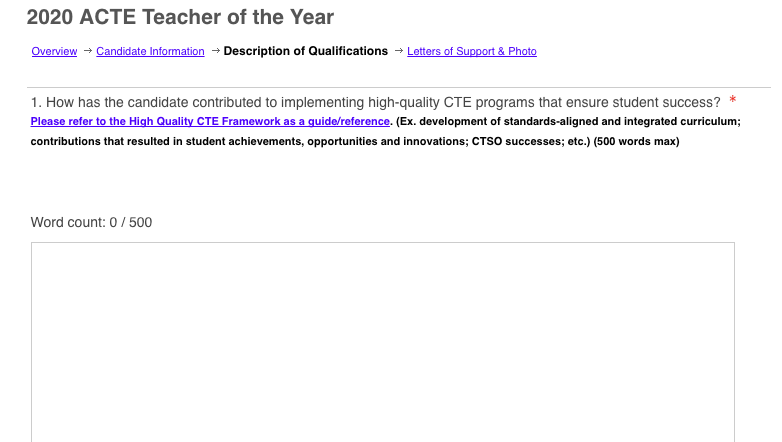 2020 ACTE Teacher of the Year
Overview → Candidate Information → Description of Qualifications → Letters of Support & Photo
1. How has the candidate contributed to implementing high-quality CTE programs that ensure student success? *
Please refer to the High Quality CTE Framework as a guide/reference. (Ex. development of standards-aligned and integrated curriculum;
contributions that resulted in student achievements, opportunities and innovations; CTSO successes; etc.) (500 words max)
Word count: 0 / 500